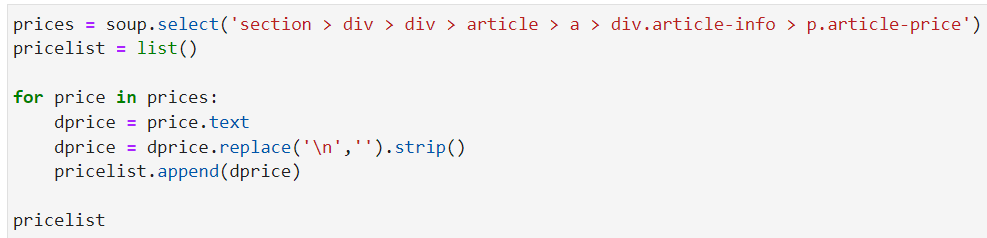 prices = soup.select('section > div > div > article > a > div.article-info > p.article-price')
pricelist = list()

for price in prices:
    dprice = price.text
    dprice = dprice.replace('\n','').strip()
    pricelist.append(dprice)

pricelist